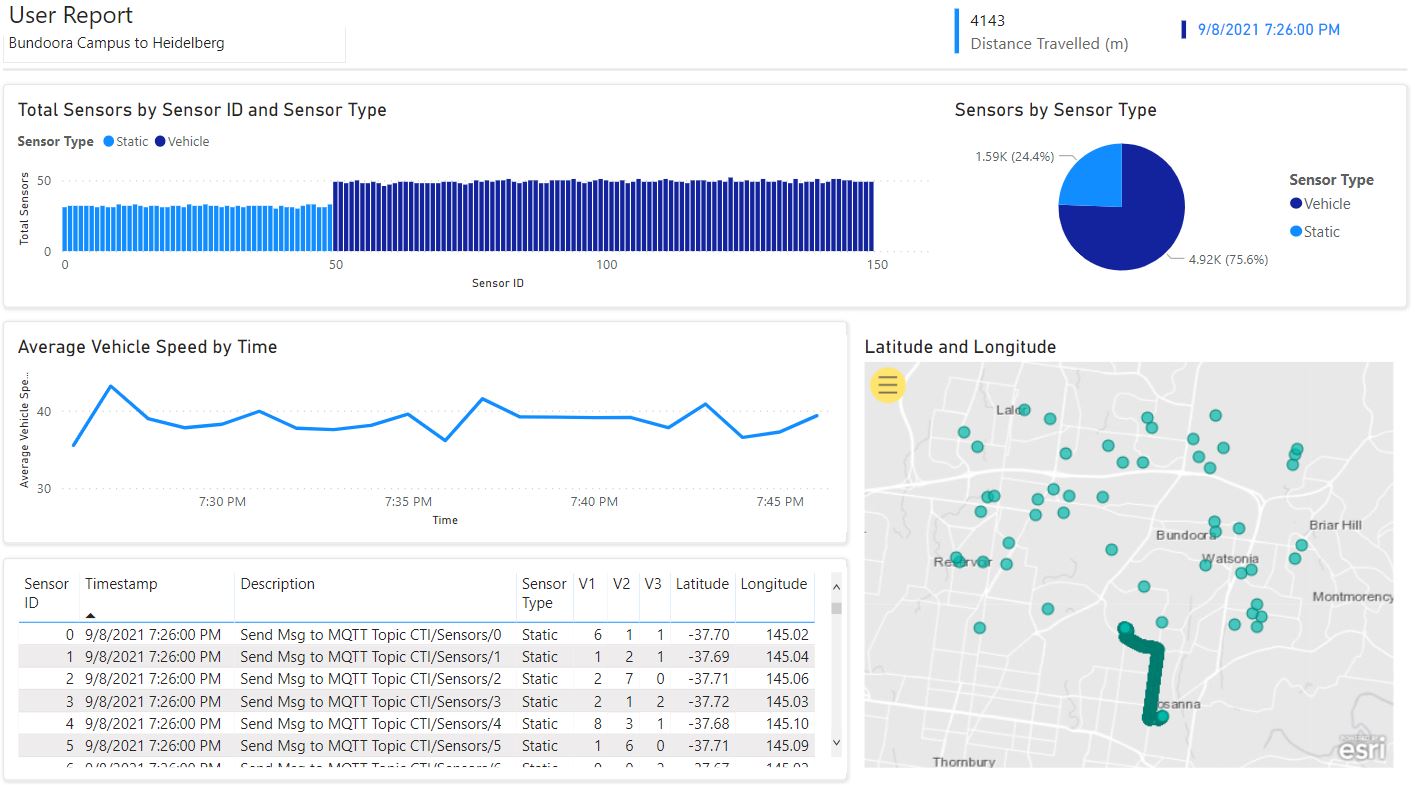 User Report
Bundoora Campus to Heidelberg
4143
Distance Travelled (m)
9/8/2021 7:26:00 PM
Total Sensors by Sensor ID and Sensor Type
Sensor Type Static Vehicle
Total Sensors
50
0
0 50 100 150
Sensor ID
Sensors by Sensor Type
1.59K (24.4%)
4.92K (75.6%)
Sensor Type
Vehicle
Static
Average Vehicle Speed by Time
Average Vehicle Spe...
40
30
7:30 PM 7:35 PM 7:40 PM 7:45 PM
Time
Latitude and Longitude
Lalor
Bundoora
Briar Hill
Watsonia
Reservoir
Montmorency
osanna
Thornbury
POWERED BY
esri
Sensor ID Timestamp Description Sensor Type V1 V2 V3 Latitude Longitude
0 9/8/2021 7:26:00 PM Send Msg to MQTT Topic CTI/Sensors/0 Static 6 1 1 -37.70 145.02
1 9/8/2021 7:26:00 PM Send Msg to MQTT Topic CTI/Sensors/1 Static 1 2 1 -37.69 145.04
2 9/8/2021 7:26:00 PM Send Msg to MQTT Topic CTI/Sensors/2 Static 2 7 0 -37.71 145.06
3 9/8/2021 7:26:00 PM Send Msg to MQTT Topic CTI/Sensors/3 Static 2 1 2 -37.72 145.03
4 9/8/2021 7:26:00 PM Send Msg to MQTT Topic CTI/Sensors/4 Static 8 3 1 -37.68 145.10
5 9/8/2021 7:26:00 PM Send Msg to MQTT Topic CTI/Sensors/5 Static 1 6 0 -37.71 145.09